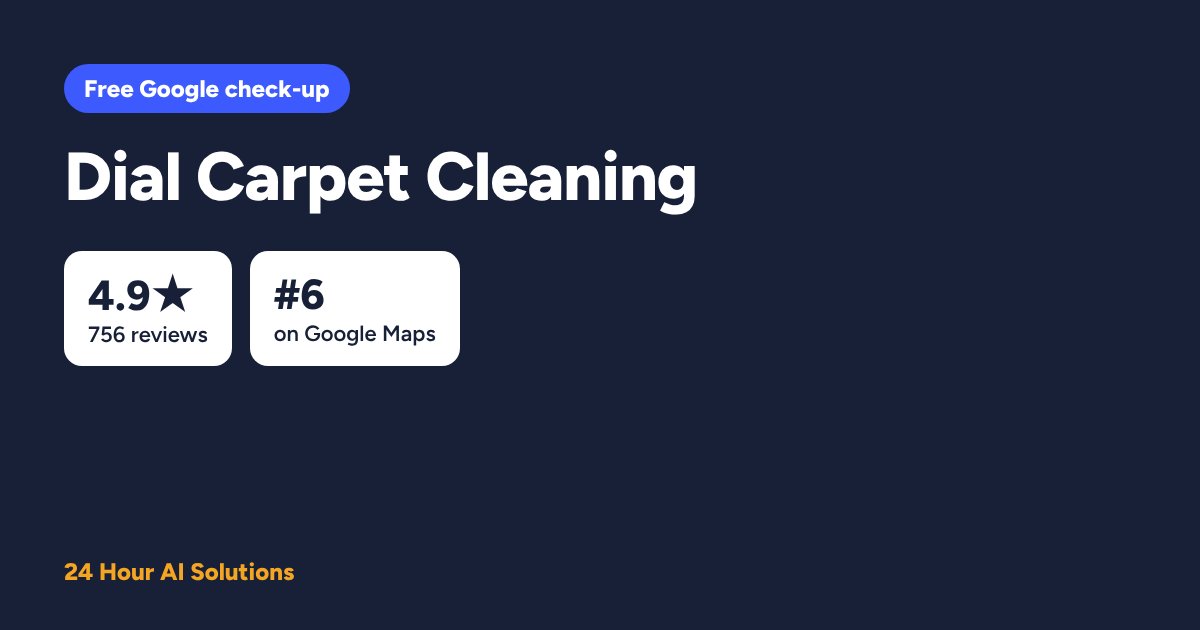 Free Google check-up
Dial Carpet Cleaning
4.9★
756 reviews
#6
on Google Maps
24 Hour AI Solutions